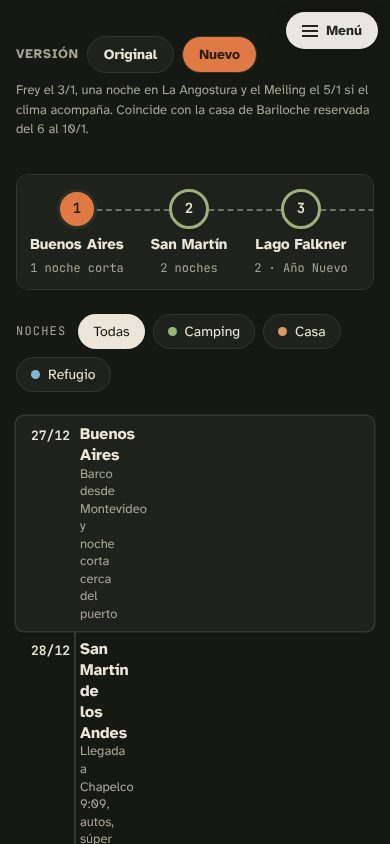 Menú
VERSIÓN Original Nuevo
Frey el 3/1, una noche en La Angostura y el Meiling el 5/1 si el
clima acompaña. Coincide con la casa de Bariloche reservada
del 6 al 10/1.
1 2 3
Buenos Aires San Martín Lago Falkner
1 noche corta 2 noches 2 · Año Nuevo
NOCHES Todas Camping Casa
Refugio
27/12 Buenos
Aires
Barco
desde
Montevideo
y
noche
corta
cerca
del
puerto
28/12 San
Martín
de
los
Andes
Llegada
a
Chapelco
9:09,
autos,
súper